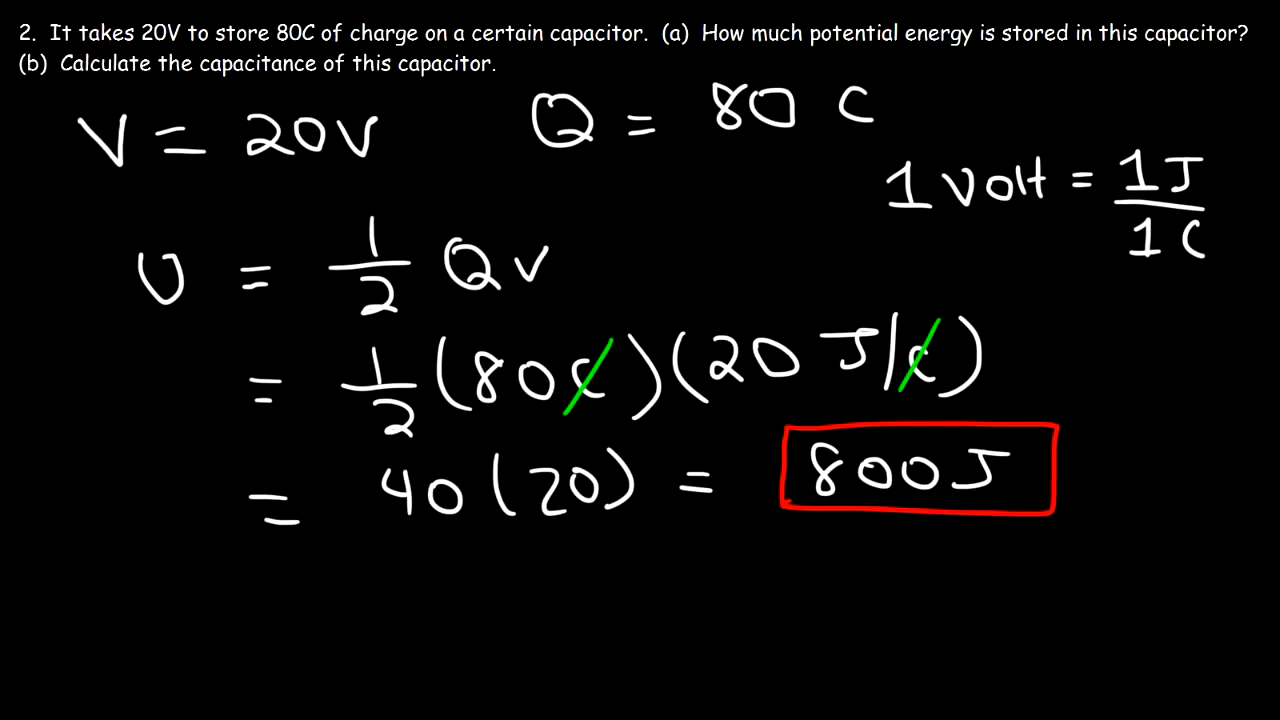 2. It takes 20V to store 80C of charge on a certain capacitor. (a) How much potential energy is stored in this capacitor?
(b) Calculate the capacitance of this capacitor.
V = 20V
Q = 80 C
1 volt = 1J / 1C
U = 1/2 QV
= 1/2 (80C)(20 J/C)
= 40(20) = 800J